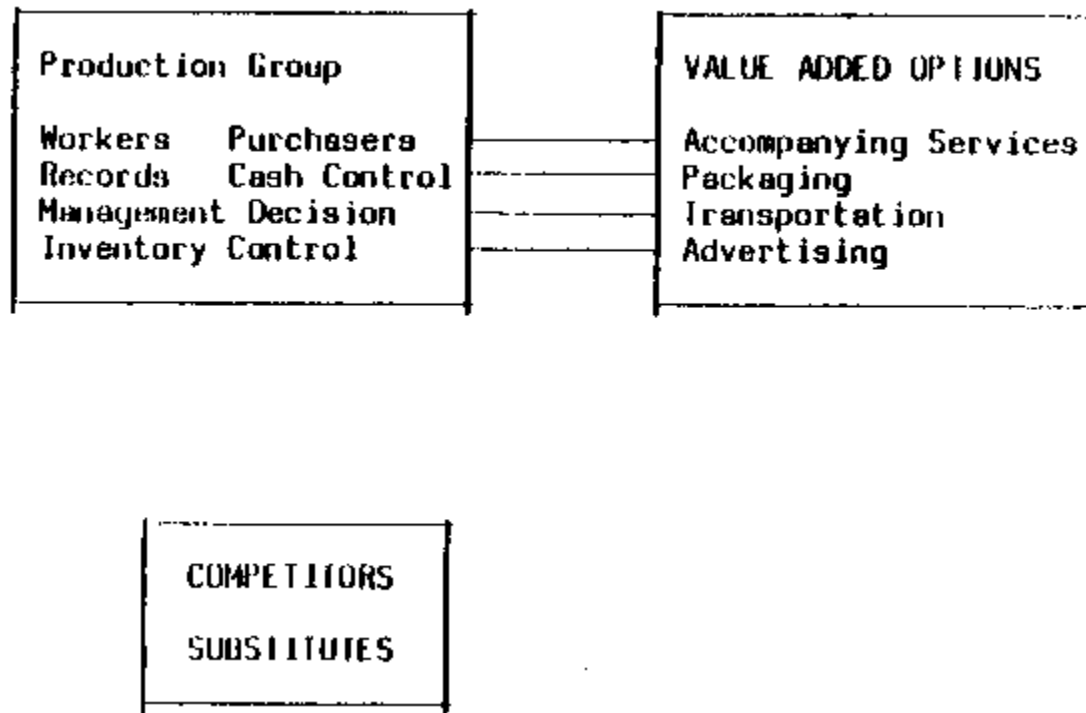 Production Group
Workers Purchasers
Records Cash Control
Management Decision
Inventory Control
VALUE ADDED OPTIONS
Accompanying Services
Packaging
Transportation
Advertising
COMPETITORS
SUBSTITUTES